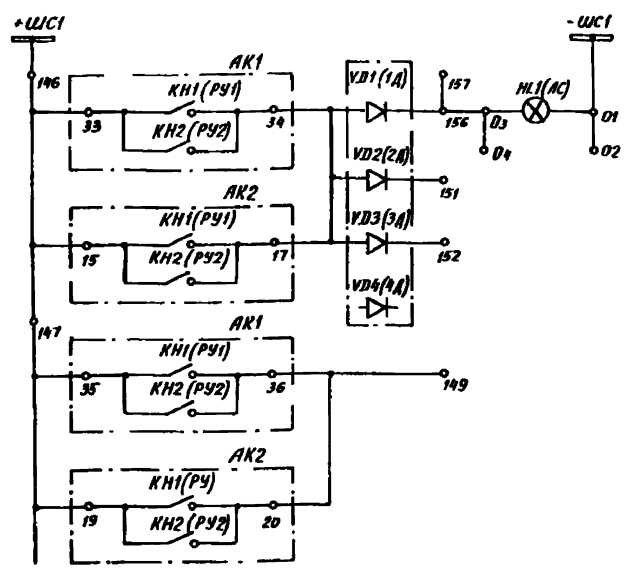 +ШС1
-ШС1
146
АК1
КН1(РУ1)
33
34
КН2(РУ2)
VD1(1Д)
157
156
03
04
HL1(ЛС)
01
02
VD2(2Д)
151
АК2
КН1(РУ1)
15
17
КН2(РУ2)
VD3(3Д)
152
VD4(4Д)
147
АК1
КН1(РУ1)
35
36
КН2(РУ2)
149
АК2
КН1(РУ)
19
20
КН2(РУ2)